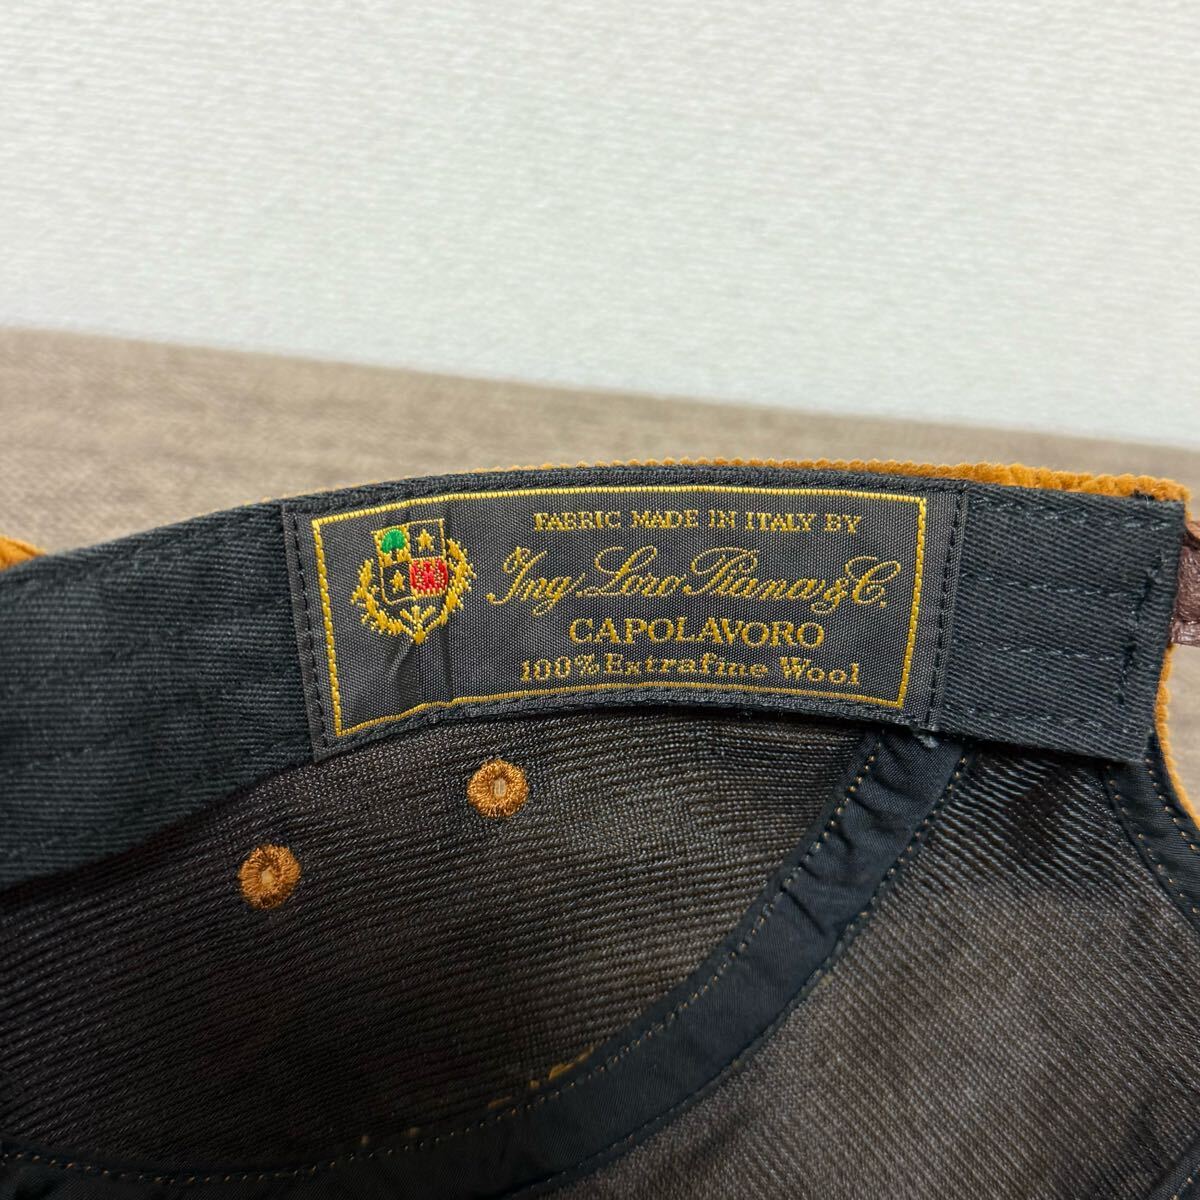 FABRIC MADE IN ITALY BY
Ing Loro Piana & C.
CAPOLAVORO
100% Extrafine Wool